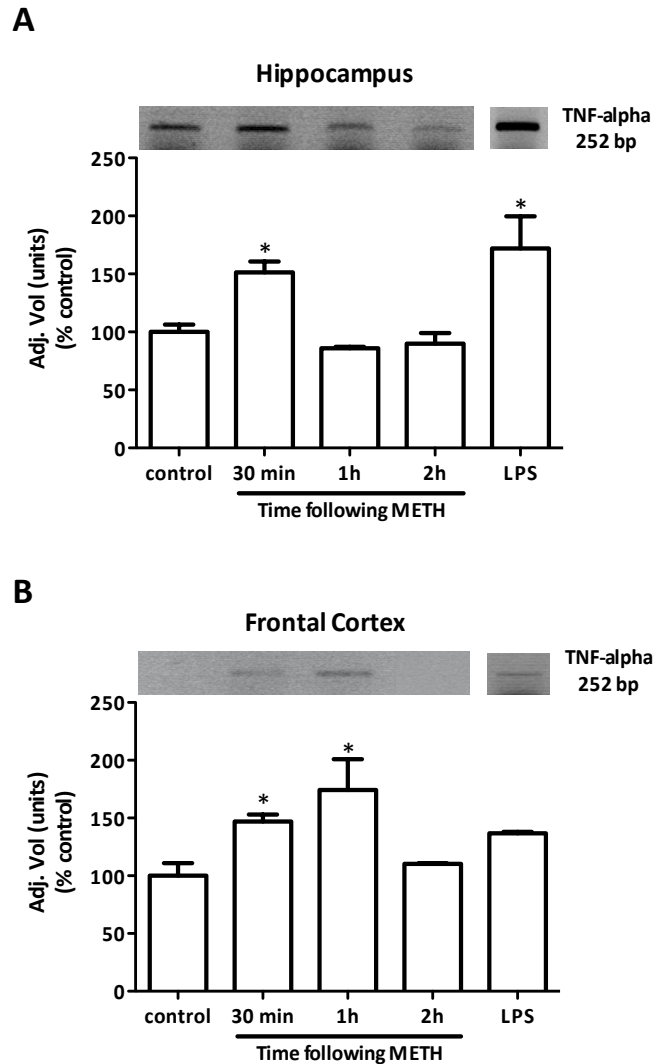 A
Hippocampus
TNF-alpha
252 bp
250
200
150
100
50
0
Adj. Vol (units)
(% control)
*
*
control 30 min 1h 2h LPS
Time following METH
B
Frontal Cortex
TNF-alpha
252 bp
250
200
150
100
50
0
Adj. Vol (units)
(% control)
*
*
control 30 min 1h 2h LPS
Time following METH